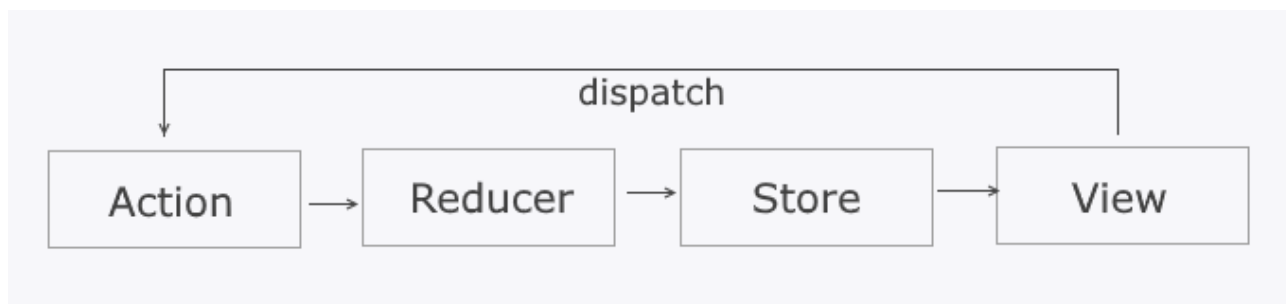 dispatch
Action
Reducer
Store
View